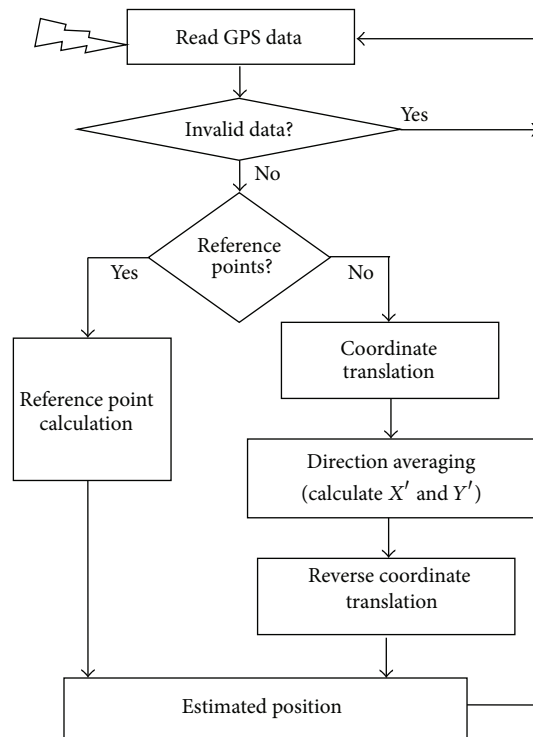 Read GPS data
Invalid data?
Yes
No
Reference
points?
Yes
No
Coordinate
translation
Reference point
calculation
Direction averaging
(calculate X′ and Y′)
Reverse coordinate
translation
Estimated position